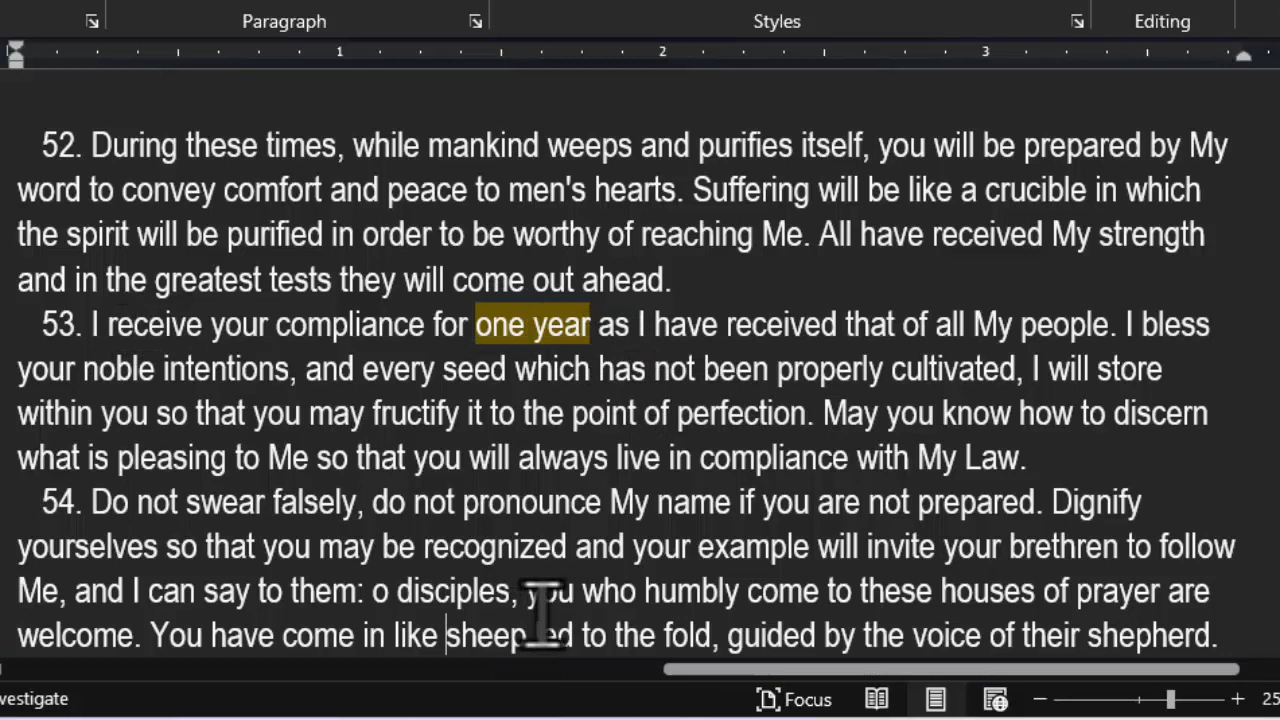 Paragraph Styles Editing
1 2 3
52. During these times, while mankind weeps and purifies itself, you will be prepared by My
word to convey comfort and peace to men's hearts. Suffering will be like a crucible in which
the spirit will be purified in order to be worthy of reaching Me. All have received My strength
and in the greatest tests they will come out ahead.
53. I receive your compliance for one year as I have received that of all My people. I bless
your noble intentions, and every seed which has not been properly cultivated, I will store
within you so that you may fructify it to the point of perfection. May you know how to discern
what is pleasing to Me so that you will always live in compliance with My Law.
54. Do not swear falsely, do not pronounce My name if you are not prepared. Dignify
yourselves so that you may be recognized and your example will invite your brethren to follow
Me, and I can say to them: o disciples, you who humbly come to these houses of prayer are
welcome. You have come in like to the fold, guided by the voice of their shepherd.
vestigate Focus 25